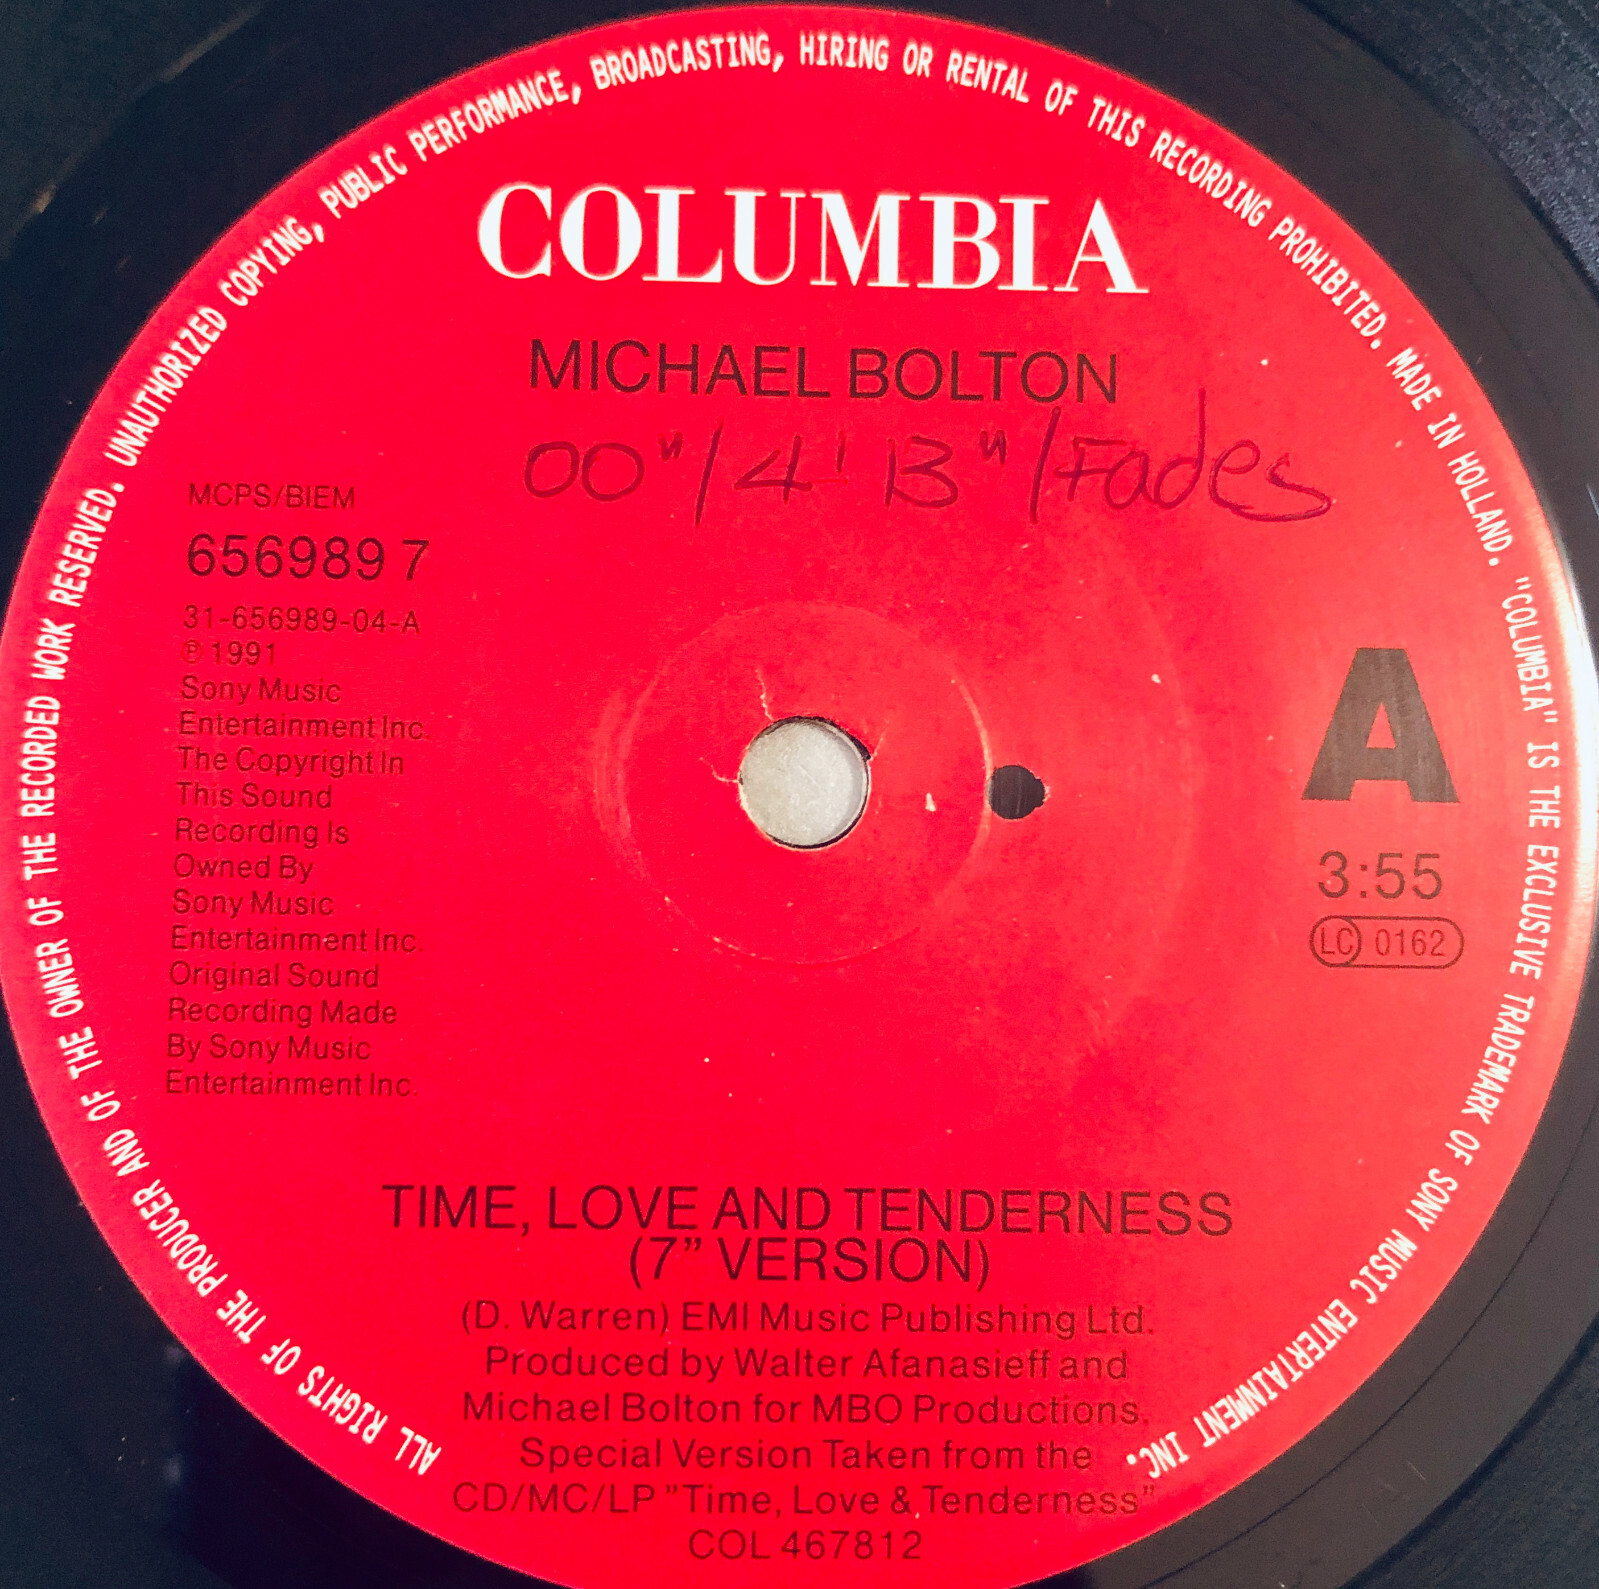 ALL RIGHTS OF THE PRODUCER AND OF THE OWNER OF THE RECORDED WORK RESERVED. UNAUTHORIZED COPYING, PUBLIC PERFORMANCE, BROADCASTING, HIRING OR RENTAL OF THIS RECORDING PROHIBITED. MADE IN HOLLAND. "COLUMBIA" IS THE EXCLUSIVE TRADEMARK OF SONY MUSIC ENTERTAINMENT INC.
COLUMBIA
MICHAEL BOLTON
00"/4' 13"/Fades
MCPS/BIEM
656989 7
31-656989-04-A
℗ 1991
Sony Music
Entertainment Inc.
The Copyright In
This Sound
Recording Is
Owned By
Sony Music
Entertainment Inc.
Original Sound
Recording Made
By Sony Music
Entertainment Inc.
A
3:55
LC 0162
TIME, LOVE AND TENDERNESS
(7" VERSION)
(D. Warren) EMI Music Publishing Ltd.
Produced by Walter Afanasieff and
Michael Bolton for MBO Productions.
Special Version Taken from the
CD/MC/LP "Time, Love & Tenderness"
COL 467812